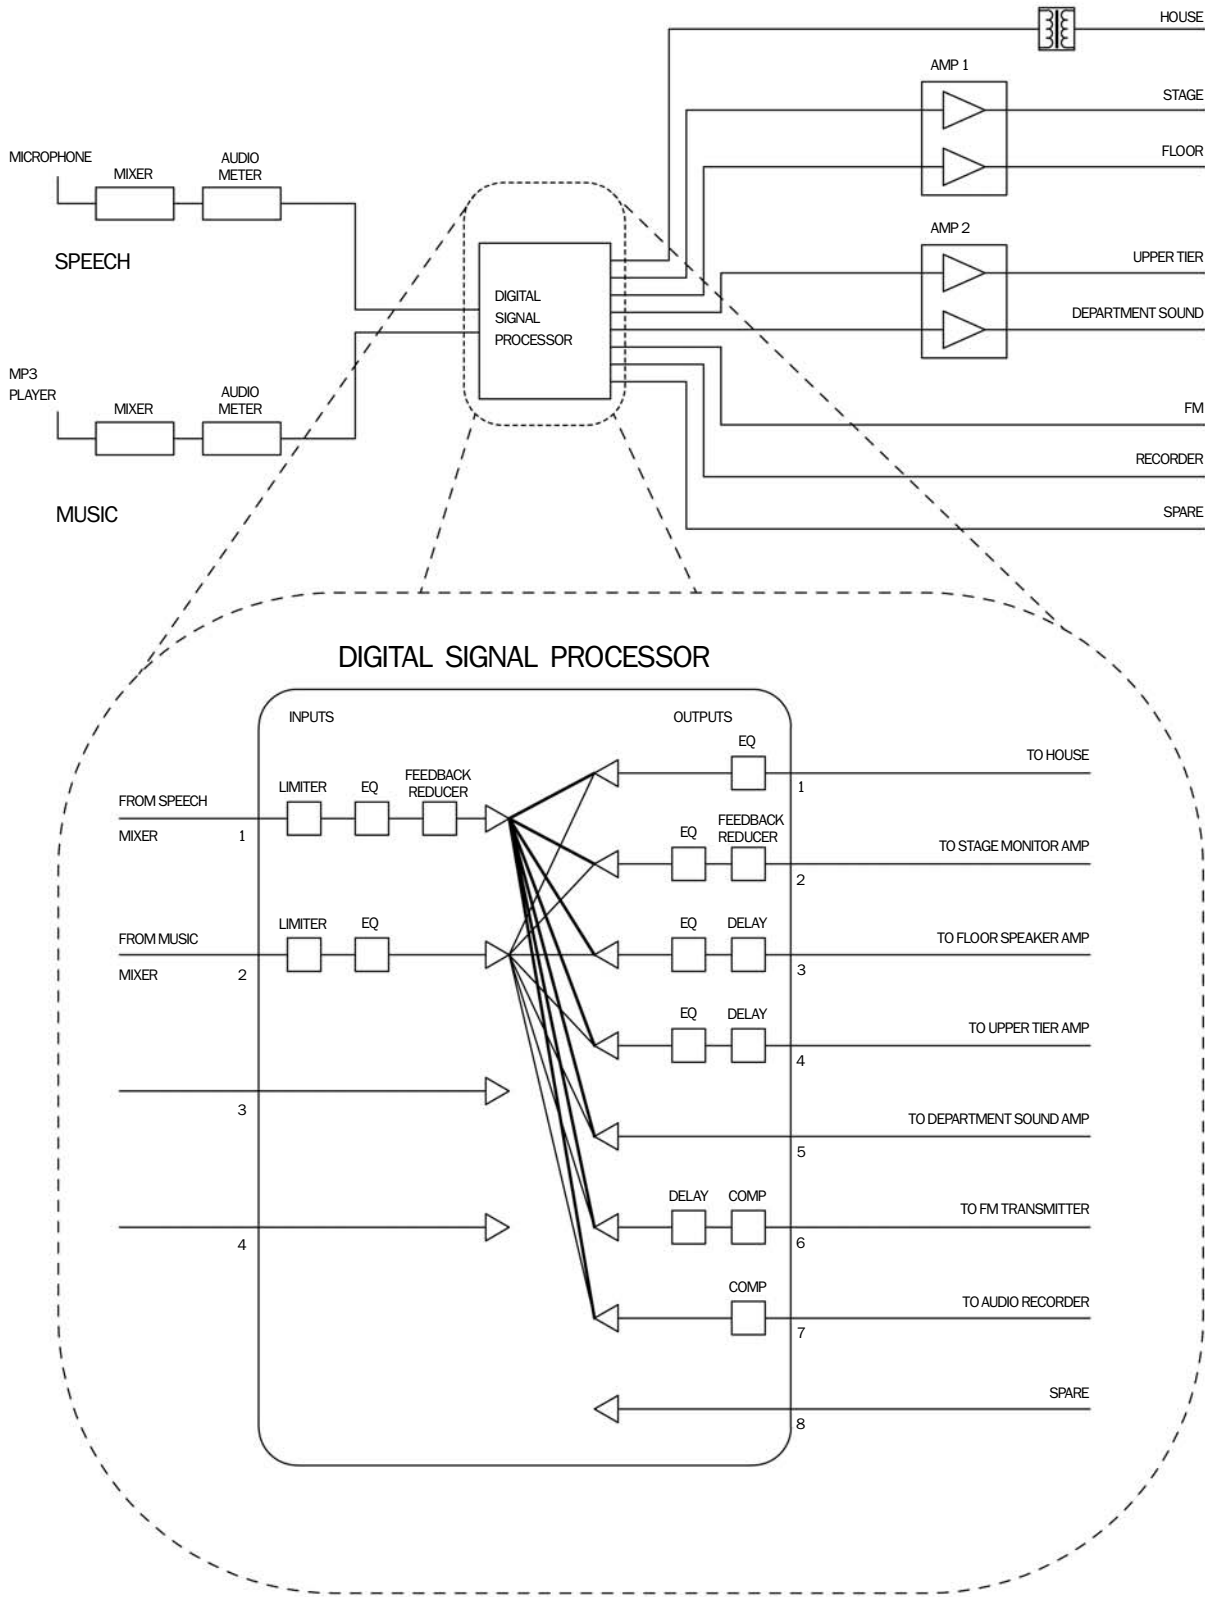 HOUSE
AMP 1
STAGE
FLOOR
MICROPHONE
MIXER
AUDIO
METER
SPEECH
AMP 2
UPPER TIER
DEPARTMENT SOUND
DIGITAL
SIGNAL
PROCESSOR
MP3
PLAYER
MIXER
AUDIO
METER
MUSIC
FM
RECORDER
SPARE
DIGITAL SIGNAL PROCESSOR
INPUTS
OUTPUTS
FROM SPEECH
MIXER
1
LIMITER
EQ
FEEDBACK
REDUCER
EQ
TO HOUSE
1
EQ
FEEDBACK
REDUCER
TO STAGE MONITOR AMP
2
FROM MUSIC
MIXER
2
LIMITER
EQ
EQ
DELAY
TO FLOOR SPEAKER AMP
3
EQ
DELAY
TO UPPER TIER AMP
4
3
TO DEPARTMENT SOUND AMP
5
4
DELAY
COMP
TO FM TRANSMITTER
6
COMP
TO AUDIO RECORDER
7
SPARE
8